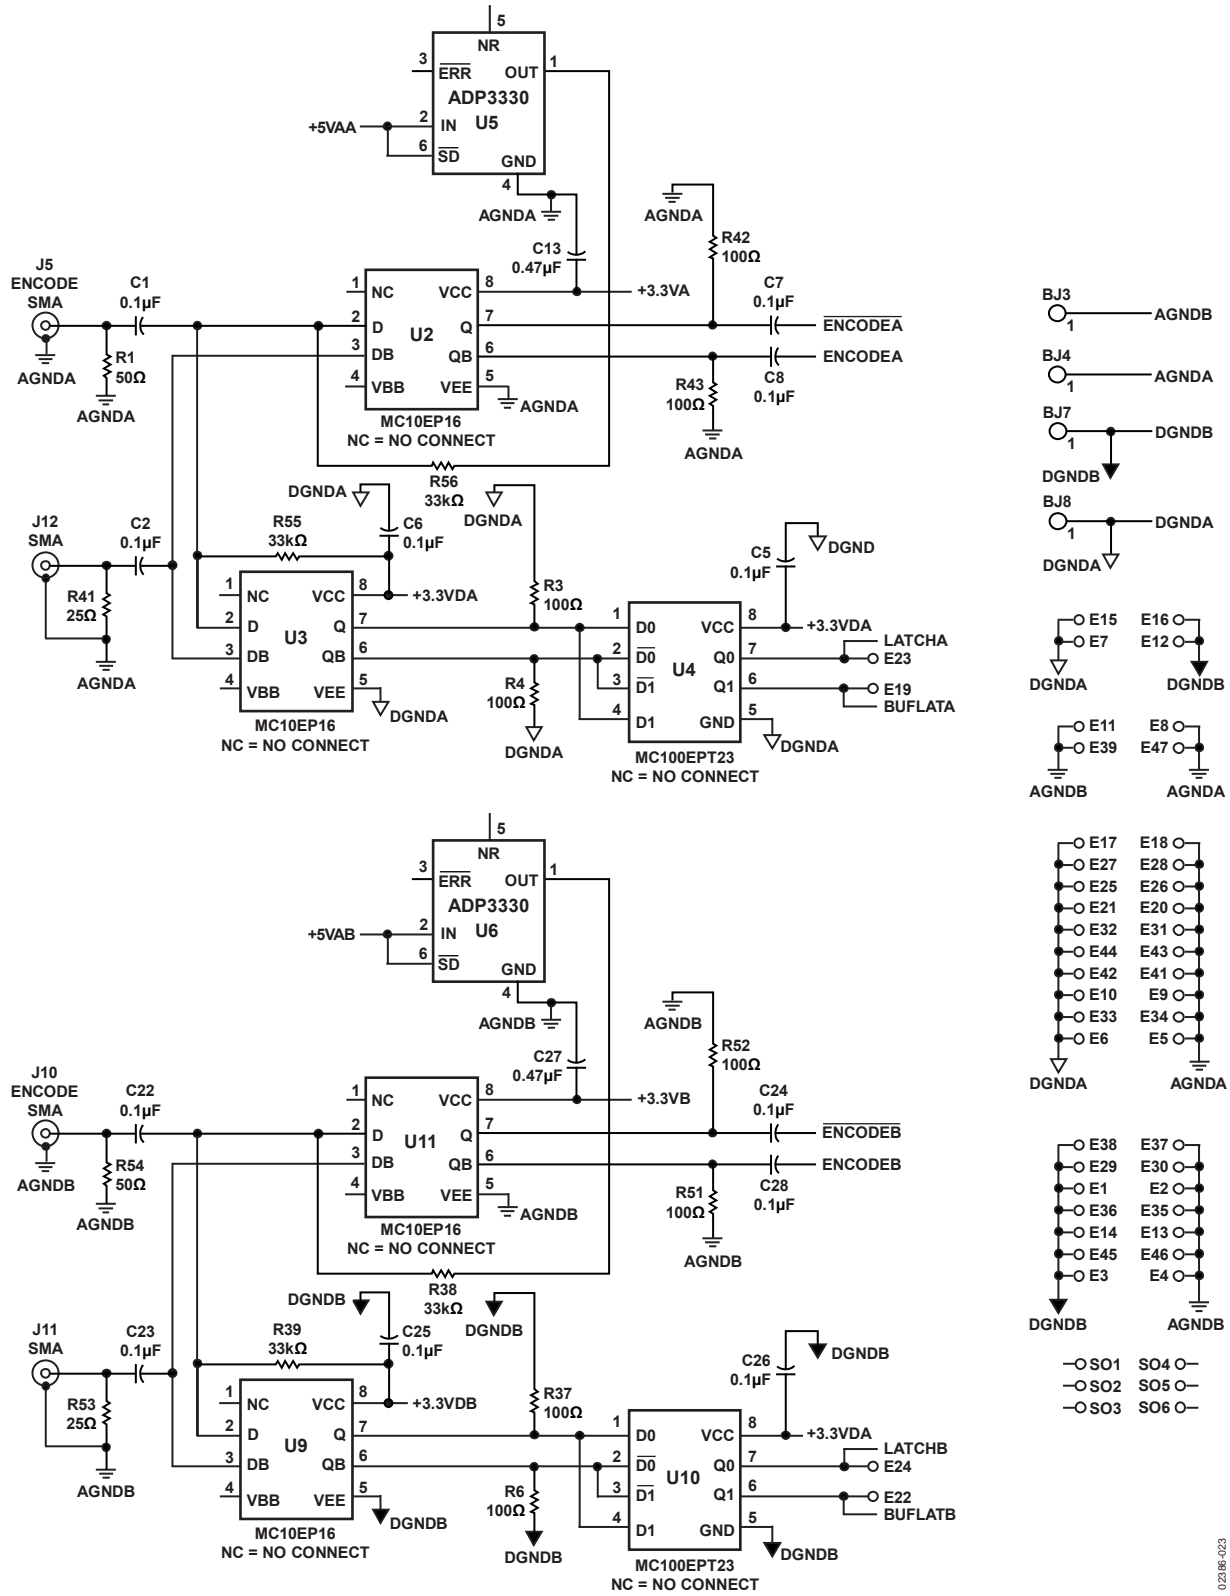 5
NR
3
ERR
OUT
1
ADP3330
U5
+5VAA
2
IN
6
SD
GND
4
AGNDA
AGNDA
R42
100Ω
C13
0.47µF
J5
ENCODE
SMA
C1
0.1µF
1
NC
VCC
8
+3.3VA
C7
0.1µF
2
D
U2
Q
7
ENCODEA
3
DB
QB
6
ENCODEA
AGNDA
R1
50Ω
4
VBB
VEE
5
AGNDA
R43
100Ω
C8
0.1µF
AGNDA
MC10EP16
NC = NO CONNECT
AGNDA
R56
33kΩ
DGNDA
DGNDA
J12
SMA
C2
0.1µF
R55
33kΩ
C6
0.1µF
C5
0.1µF
DGND
R41
25Ω
1
NC
VCC
8
+3.3VDA
R3
100Ω
2
D
U3
Q
7
1
D0
VCC
8
+3.3VDA
3
DB
QB
6
2
D0
U4
Q0
7
LATCHA
E23
4
VBB
VEE
5
DGNDA
R4
100Ω
3
D1
Q1
6
E19
BUFLATA
AGNDA
MC10EP16
NC = NO CONNECT
DGNDA
4
D1
GND
5
DGNDA
MC100EPT23
NC = NO CONNECT
5
NR
3
ERR
OUT
1
ADP3330
U6
+5VAB
2
IN
6
SD
GND
4
AGNDB
AGNDB
R52
100Ω
C27
0.47µF
J10
ENCODE
SMA
C22
0.1µF
1
NC
VCC
8
+3.3VB
C24
0.1µF
2
D
U11
Q
7
ENCODEB
3
DB
QB
6
ENCODEB
AGNDB
R54
50Ω
4
VBB
VEE
5
AGNDB
R51
100Ω
C28
0.1µF
AGNDB
MC10EP16
NC = NO CONNECT
AGNDB
R38
33kΩ
DGNDB
DGNDB
J11
SMA
C23
0.1µF
R39
33kΩ
C25
0.1µF
C26
0.1µF
DGNDB
R53
25Ω
1
NC
VCC
8
+3.3VDB
R37
100Ω
2
D
U9
Q
7
1
D0
VCC
8
+3.3VDA
3
DB
QB
6
2
D0
U10
Q0
7
LATCHB
E24
4
VBB
VEE
5
DGNDB
R6
100Ω
3
D1
Q1
6
E22
BUFLATB
AGNDB
MC10EP16
NC = NO CONNECT
DGNDB
4
D1
GND
5
DGNDB
MC100EPT23
NC = NO CONNECT
BJ3
1
AGNDB
BJ4
1
AGNDA
BJ7
1
DGNDB
DGNDB
BJ8
1
DGNDA
DGNDA
E15 E16
E7 E12
DGNDA DGNDB
E11 E8
E39 E47
AGNDB AGNDA
E17 E18
E27 E28
E25 E26
E21 E20
E32 E31
E44 E43
E42 E41
E10 E9
E33 E34
E6 E5
DGNDA AGNDA
E38 E37
E29 E30
E1 E2
E36 E35
E14 E13
E45 E46
E3 E4
DGNDB AGNDB
SO1 SO4
SO2 SO5
SO3 SO6
02386-023